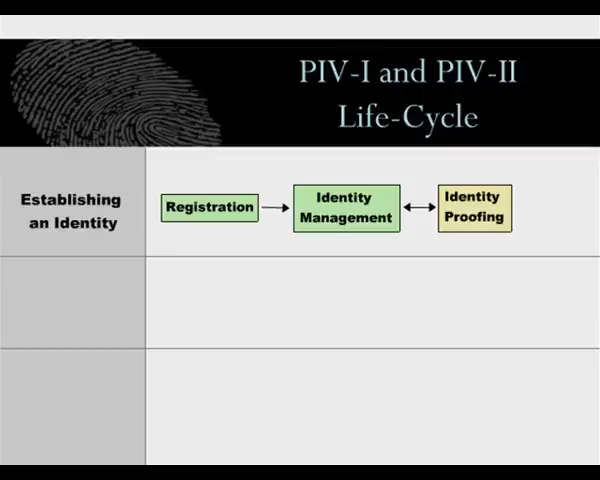 PIV-I and PIV-II
Life-Cycle
Establishing
an Identity
Registration
Identity
Management
Identity
Proofing